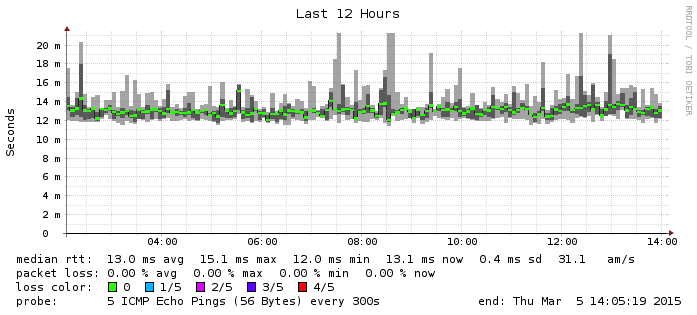 Last 12 Hours
RRDTOOL / TOBI OETIKER
Seconds
20 m
18 m
16 m
14 m
12 m
10 m
8 m
6 m
4 m
2 m
0
04:00 06:00 08:00 10:00 12:00 14:00
median rtt: 13.0 ms avg 15.1 ms max 12.0 ms min 13.1 ms now 0.4 ms sd 31.1 am/s
packet loss: 0.00 % avg 0.00 % max 0.00 % min 0.00 % now
loss color: 0 1/5 2/5 3/5 4/5
probe: 5 ICMP Echo Pings (56 Bytes) every 300s end: Thu Mar 5 14:05:19 2015